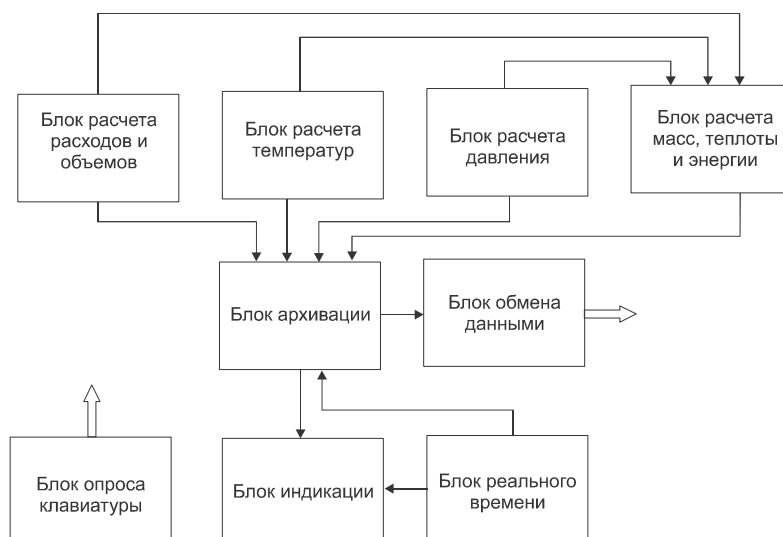 Блок расчета
расходов и
объемов
Блок расчета
температур
Блок расчета
давления
Блок расчета
масс, теплоты
и энергии
Блок архивации
Блок обмена
данными
Блок опроса
клавиатуры
Блок индикации
Блок реального
времени